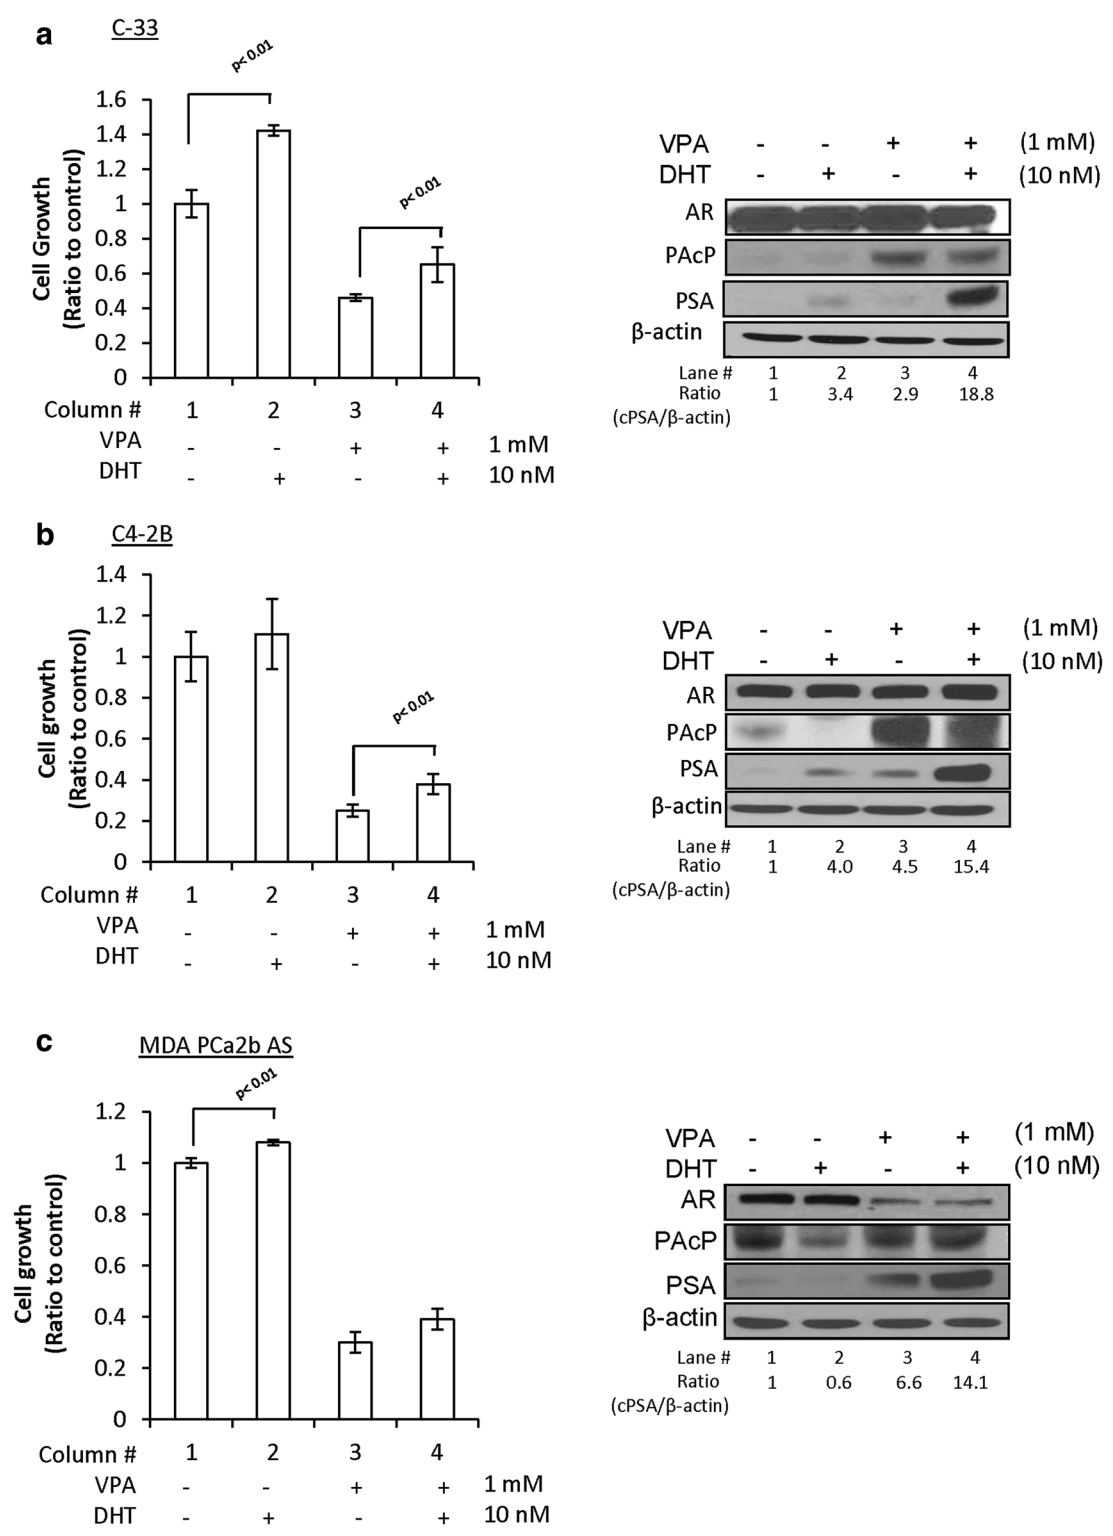 a
C-33
p< 0.01
1.6
1.4
1.2
1
0.8
0.6
0.4
0.2
0
p< 0.01
Cell Growth
(Ratio to control)
Column # 1 2 3 4
VPA - - + + 1 mM
DHT - + - + 10 nM
VPA - - + + (1 mM)
DHT - + - + (10 nM)
AR
PAcP
PSA
β-actin
Lane # 1 2 3 4
Ratio 1 3.4 2.9 18.8
(cPSA/β-actin)
b
C4-2B
1.4
1.2
1
0.8
0.6
0.4
0.2
0
p< 0.01
Cell growth
(Ratio to control)
Column # 1 2 3 4
VPA - - + + 1 mM
DHT - + - + 10 nM
VPA - - + + (1 mM)
DHT - + - + (10 nM)
AR
PAcP
PSA
β-actin
Lane # 1 2 3 4
Ratio 1 4.0 4.5 15.4
(cPSA/β-actin)
c
MDA PCa2b AS
p< 0.01
1.2
1
0.8
0.6
0.4
0.2
0
Cell growth
(Ratio to control)
Column # 1 2 3 4
VPA - - + + 1 mM
DHT - + - + 10 nM
VPA - - + + (1 mM)
DHT - + - + (10 nM)
AR
PAcP
PSA
β-actin
Lane # 1 2 3 4
Ratio 1 0.6 6.6 14.1
(cPSA/β-actin)